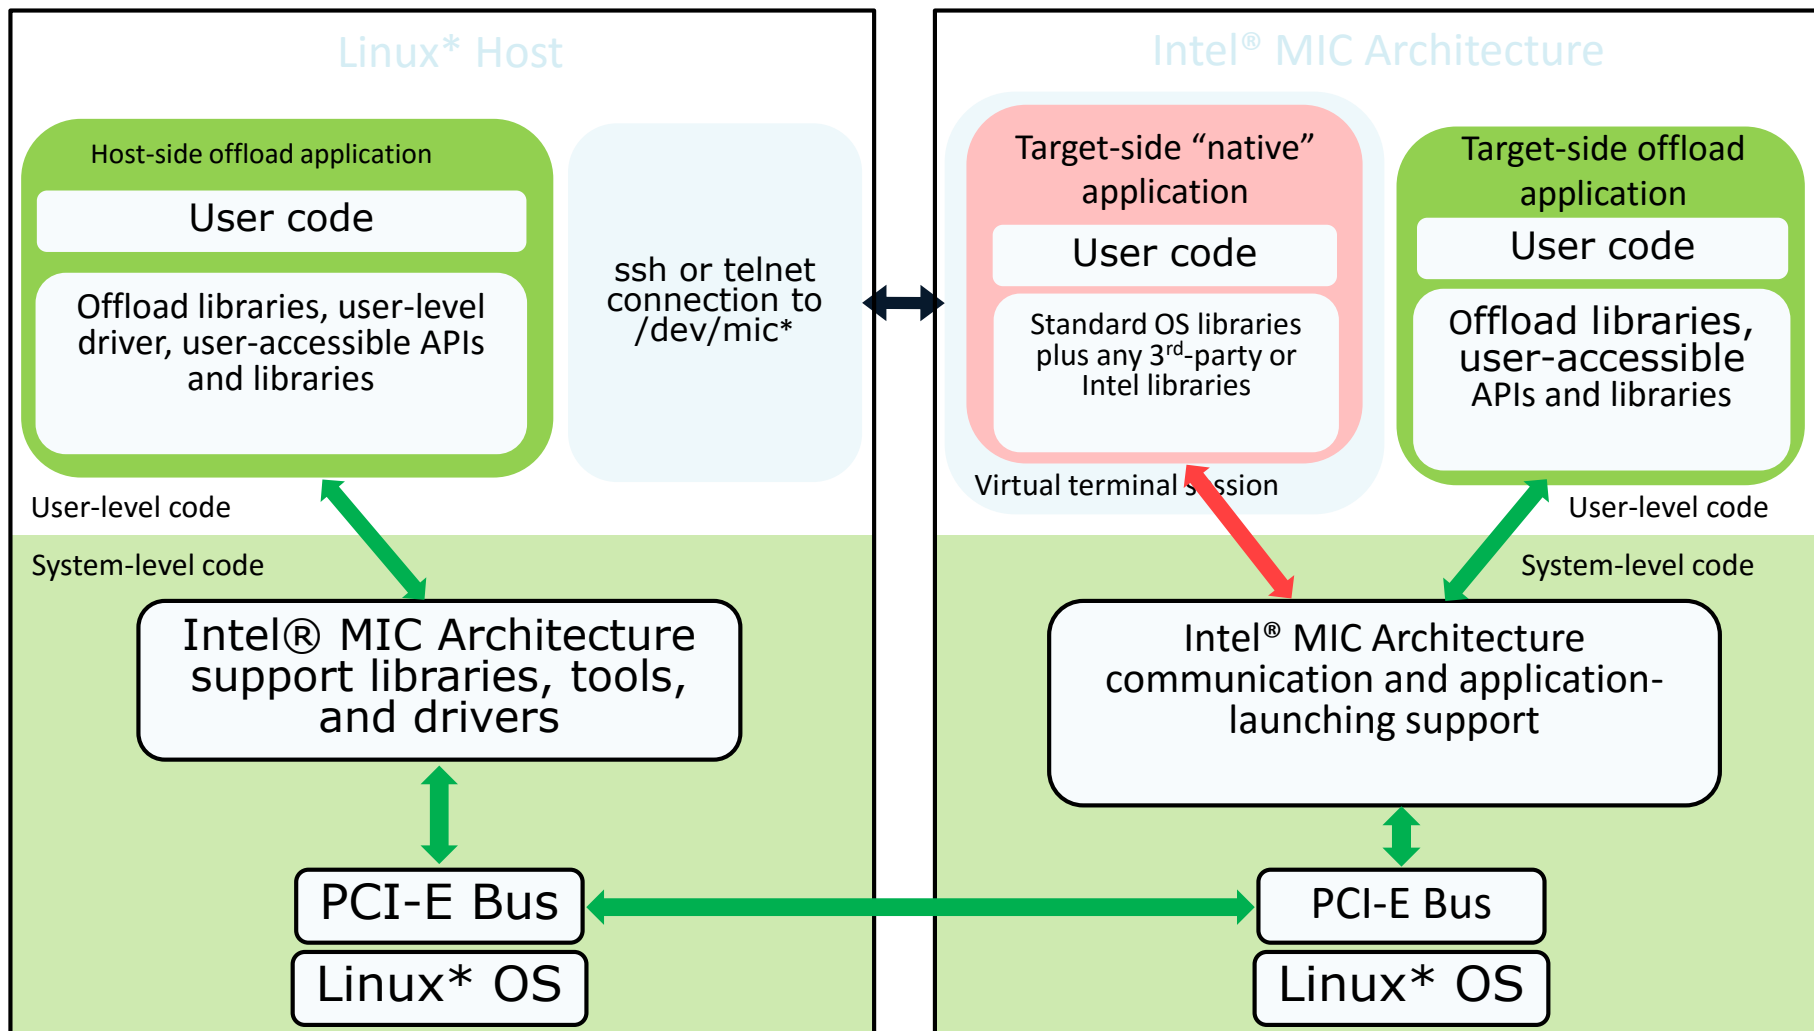 Linux* Host
Host-side offload application
User code
Offload libraries, user-level
driver, user-accessible APIs
and libraries
ssh or telnet
connection to
/dev/mic*
User-level code
System-level code
Intel® MIC Architecture
support libraries, tools,
and drivers
PCI-E Bus
Linux* OS
Intel® MIC Architecture
Target-side “native”
application
User code
Standard OS libraries
plus any 3rd-party or
Intel libraries
Virtual terminal session
Target-side offload
application
User code
Offload libraries,
user-accessible
APIs and libraries
User-level code
System-level code
Intel® MIC Architecture
communication and application-
launching support
PCI-E Bus
Linux* OS